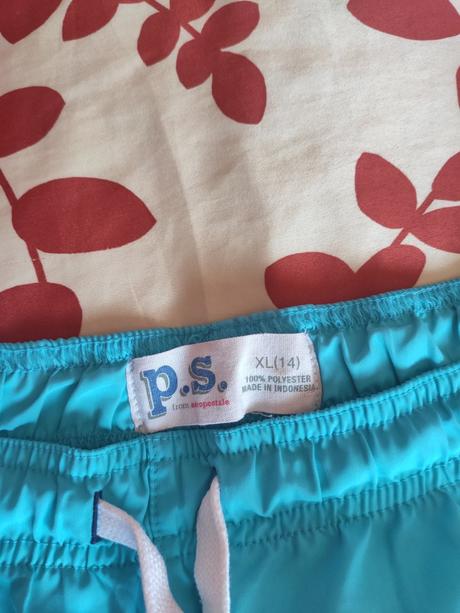 p.s.
from aeropostale
XL(14)
100% POLYESTER
MADE IN INDONESIA